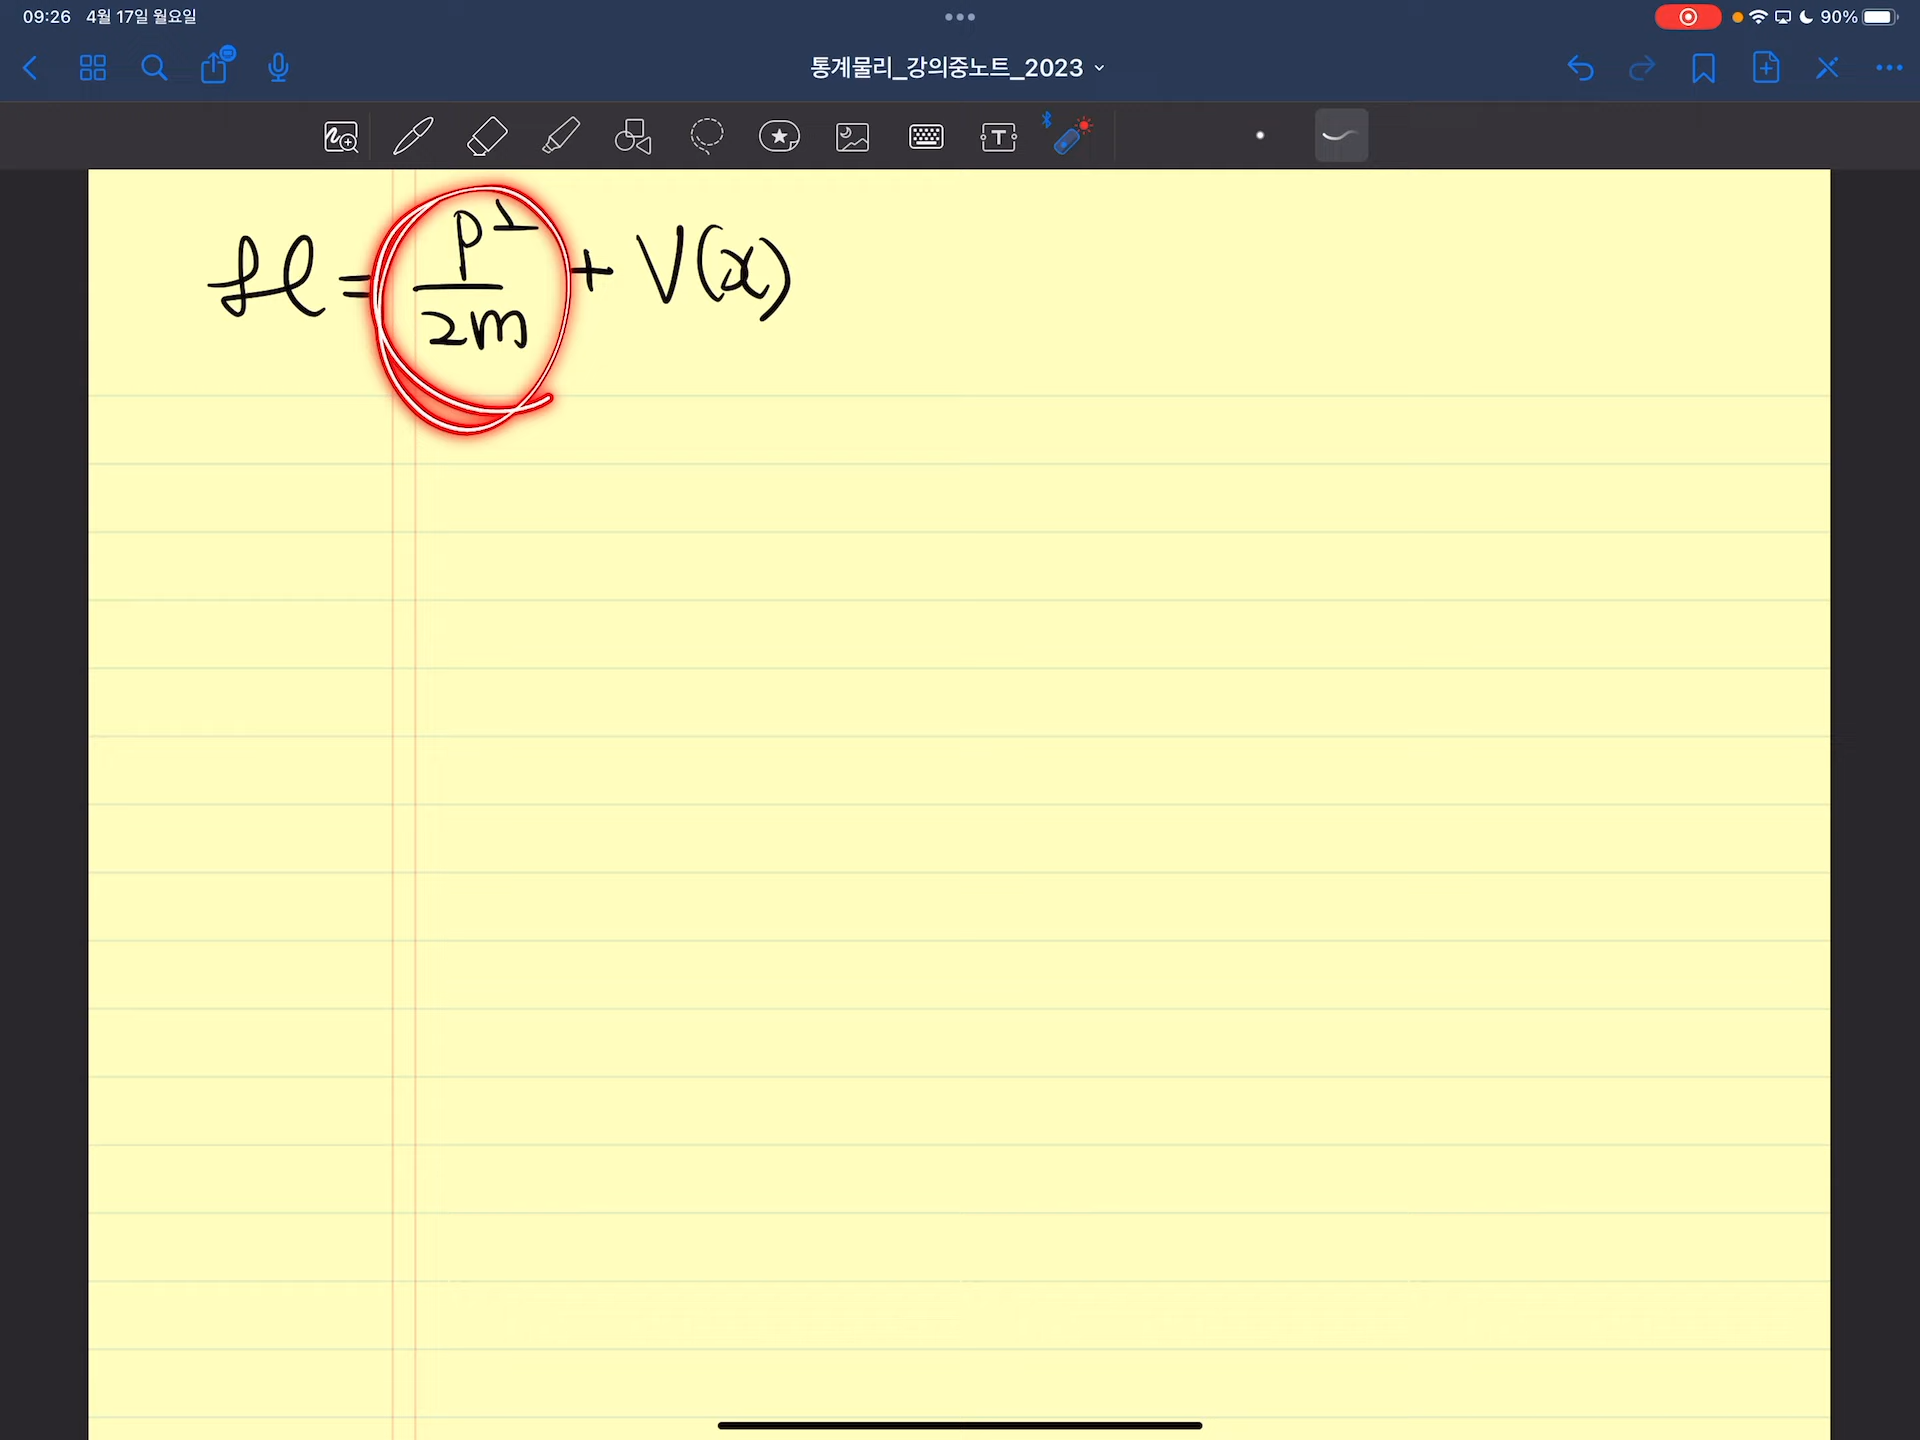 09:26 4월 17일 월요일 90%
통계물리_강의중노트_2023
T
ℋ = p²/2m + V(x)